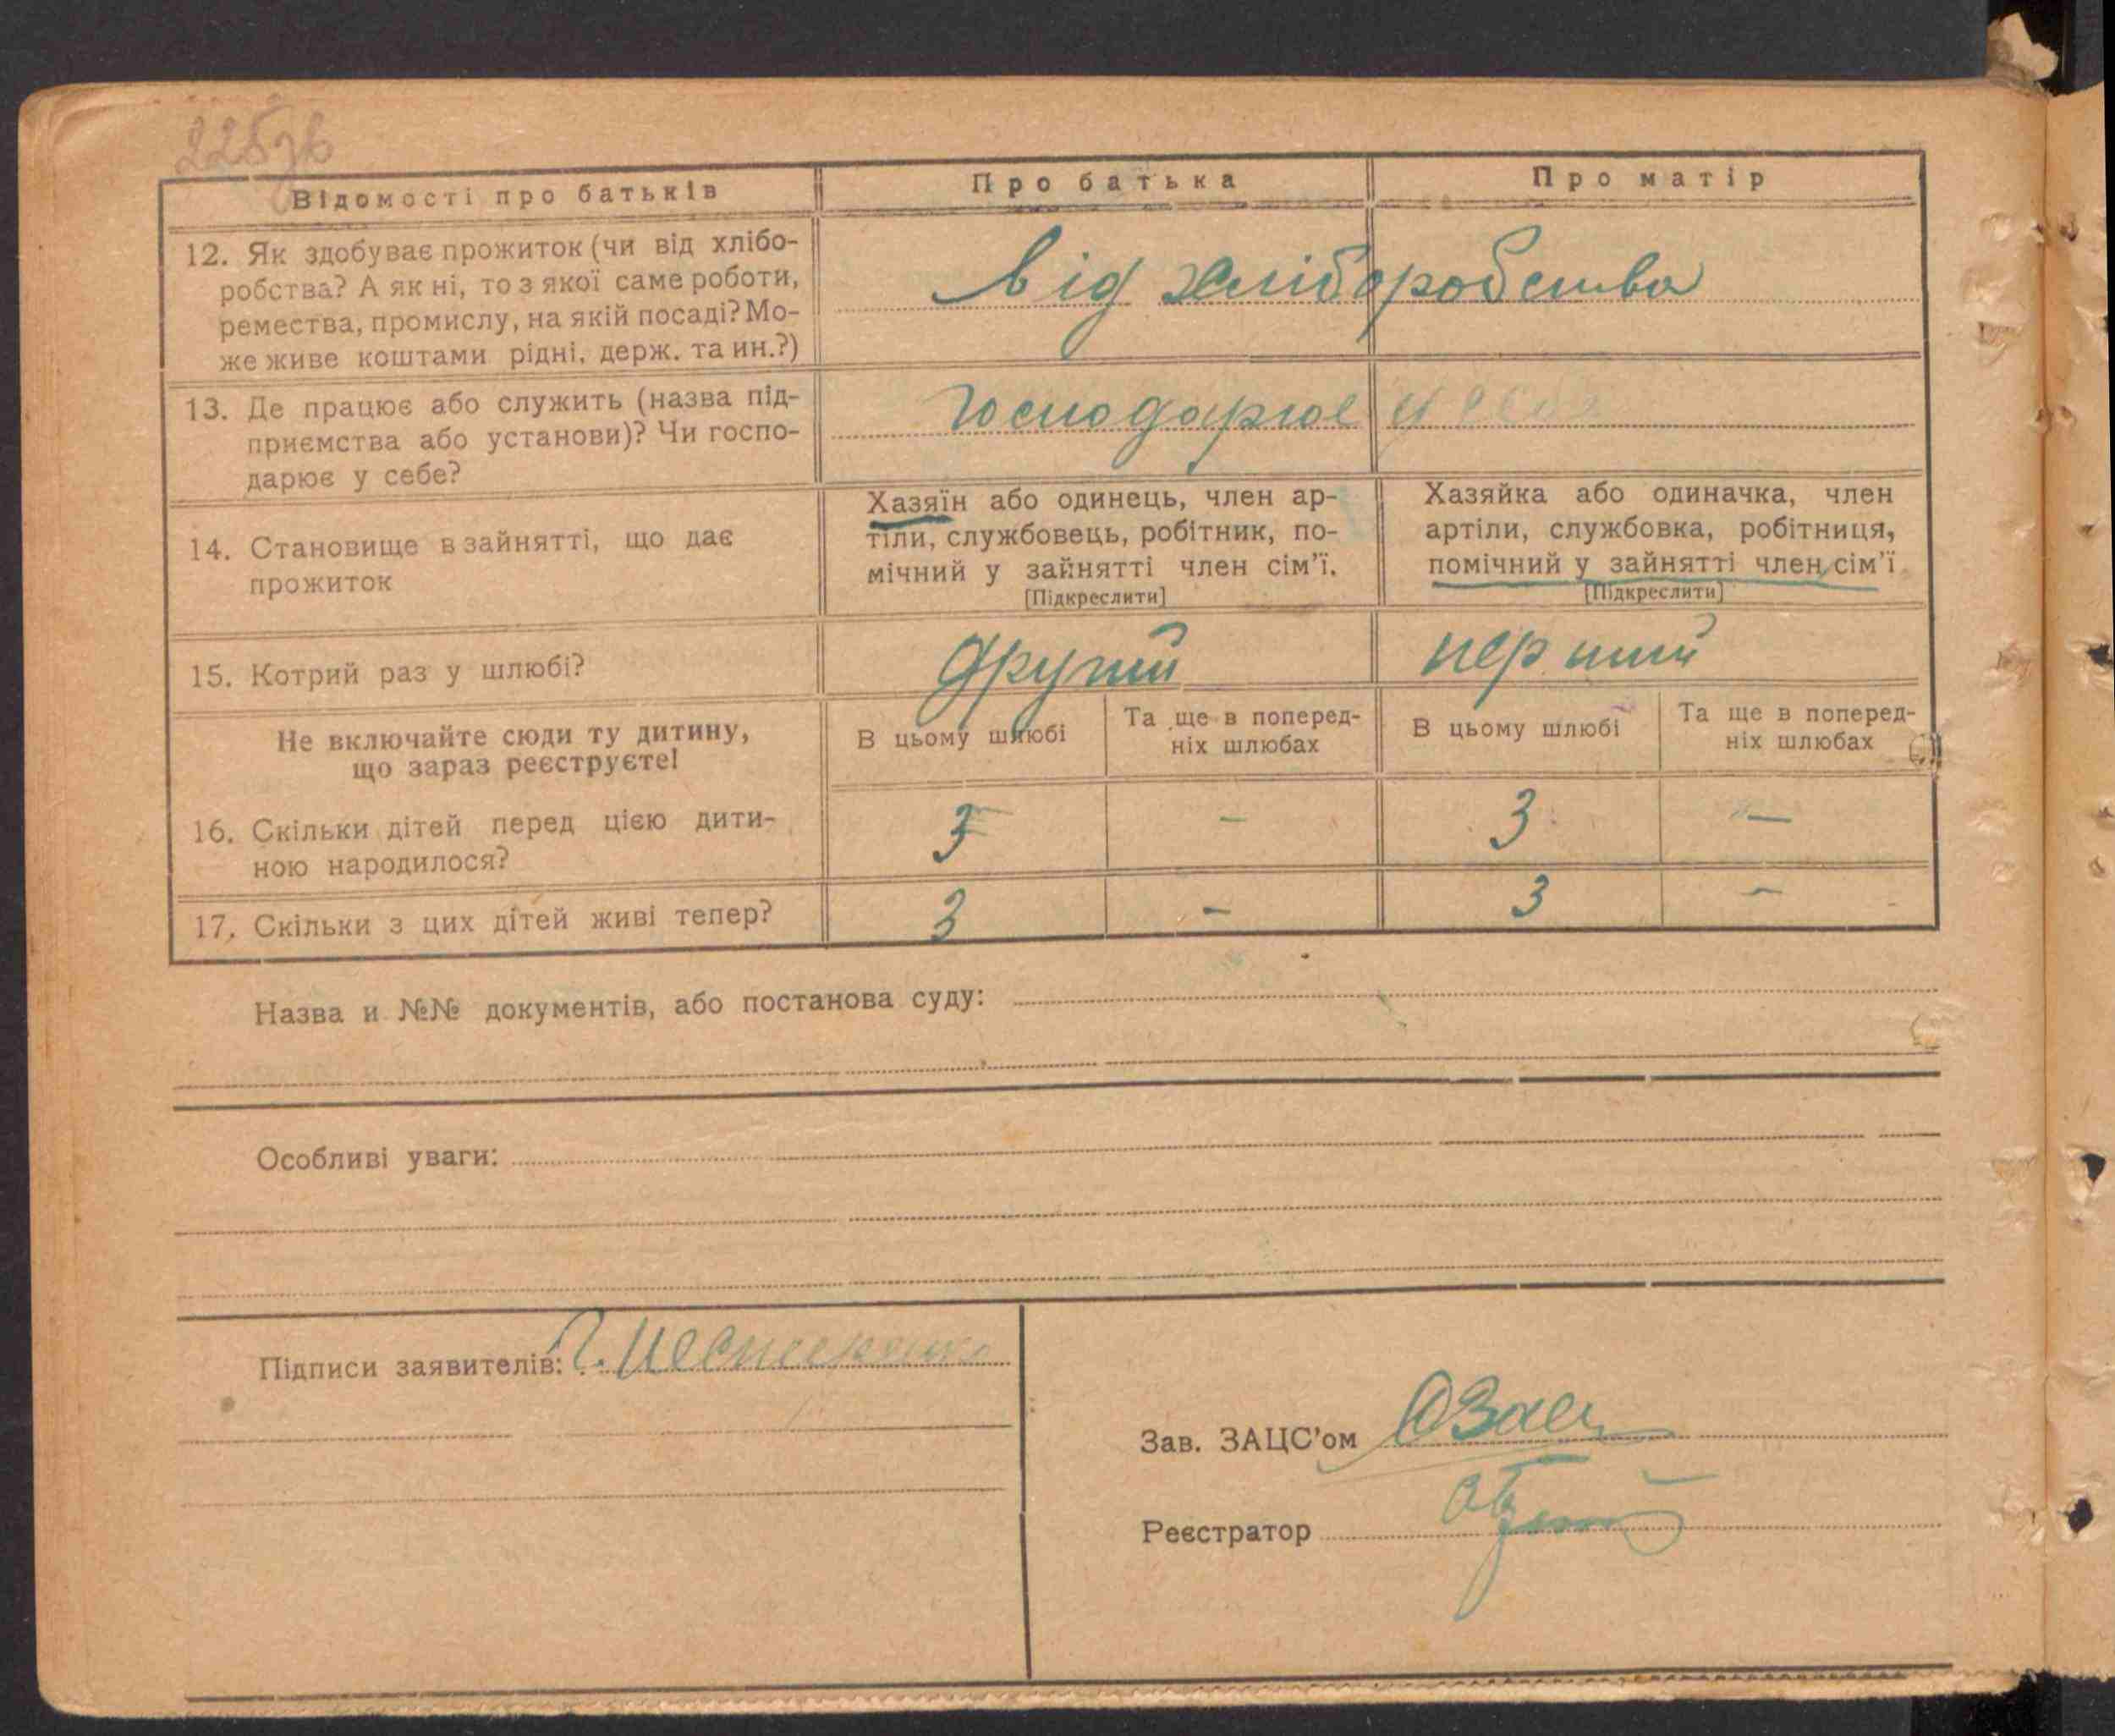 225зв
Відомості про батьків
Про батька
Про матір
12. Як здобуває прожиток (чи від хлібо-
робства? А як ні, то з якої саме роботи,
ремества, промислу, на якій посаді? Мо-
же живе коштами рідні, держ. та ин.?)
від хліборобства
13. Де працює або служить (назва під-
приємства або установи)? Чи госпо-
дарює у себе?
господарює у себе
14. Становище в зайнятті, що дає
прожиток
Хазяїн або одинець, член ар-
тіли, службовець, робітник, по-
мічний у зайнятті член сім'ї.
[Підкреслити]
Хазяйка або одиначка, член
артіли, службовка, робітниця,
помічний у зайнятті член сім'ї.
[Підкреслити]
15. Котрий раз у шлюбі?
другий
перший
Не включайте сюди ту дитину,
що зараз реєструєте!
В цьому шлюбі
Та ще в поперед-
ніх шлюбах
В цьому шлюбі
Та ще в поперед-
ніх шлюбах
16. Скільки дітей перед цією дити-
ною народилося?
3 - 3 -
17. Скільки з цих дітей живі тепер?
3 - 3 -
Назва и №№ документів, або постанова суду:
Особливі уваги:
Підписи заявителів:
Зав. ЗАЦС'ом
Реєстратор